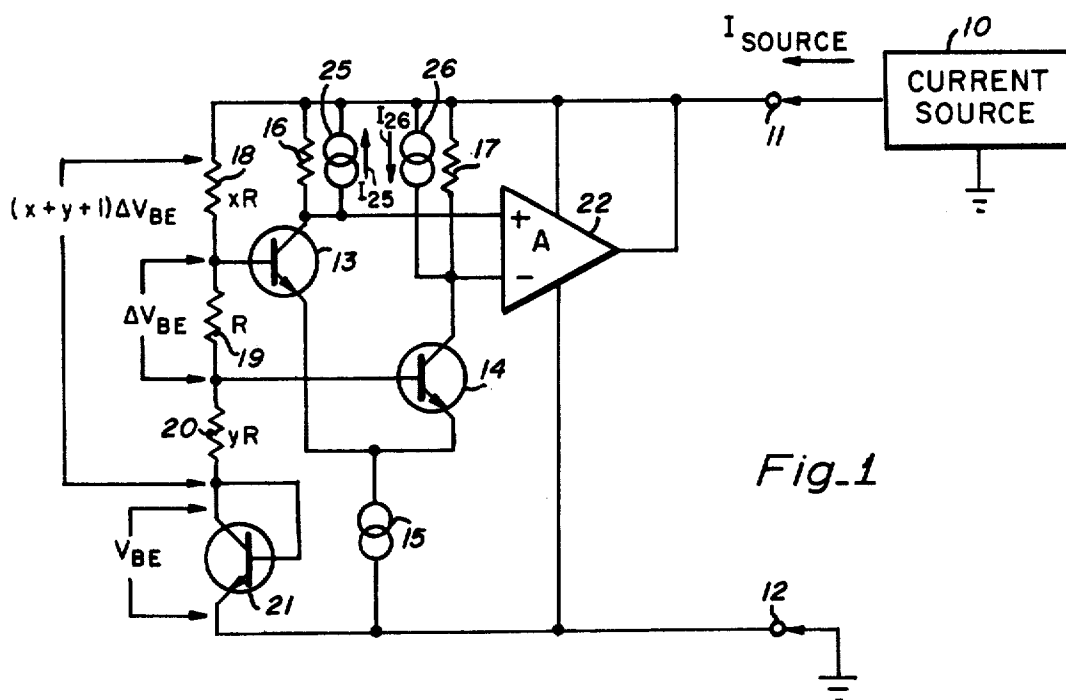 I SOURCE
10
CURRENT
SOURCE
11
25
26
16
I25
I26
17
18
xR
(x+y+1)ΔVBE
13
+
A
−
22
ΔVBE
R
19
14
20
yR
Fig_1
15
VBE
21
12